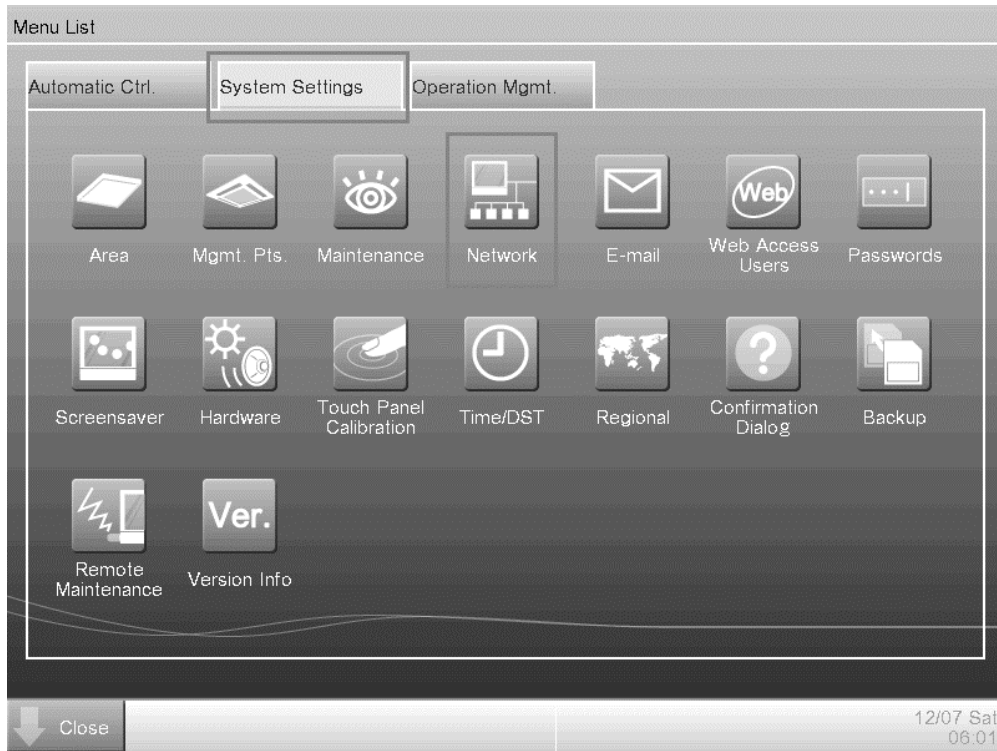 Menu List
Automatic Ctrl. System Settings Operation Mgmt.
Web
Area Mgmt. Pts. Maintenance Network E-mail Web Access Users Passwords
Screensaver Hardware Touch Panel Calibration Time/DST Regional Confirmation Dialog Backup
Ver.
Remote Maintenance Version Info
Close
12/07 Sat
06:01